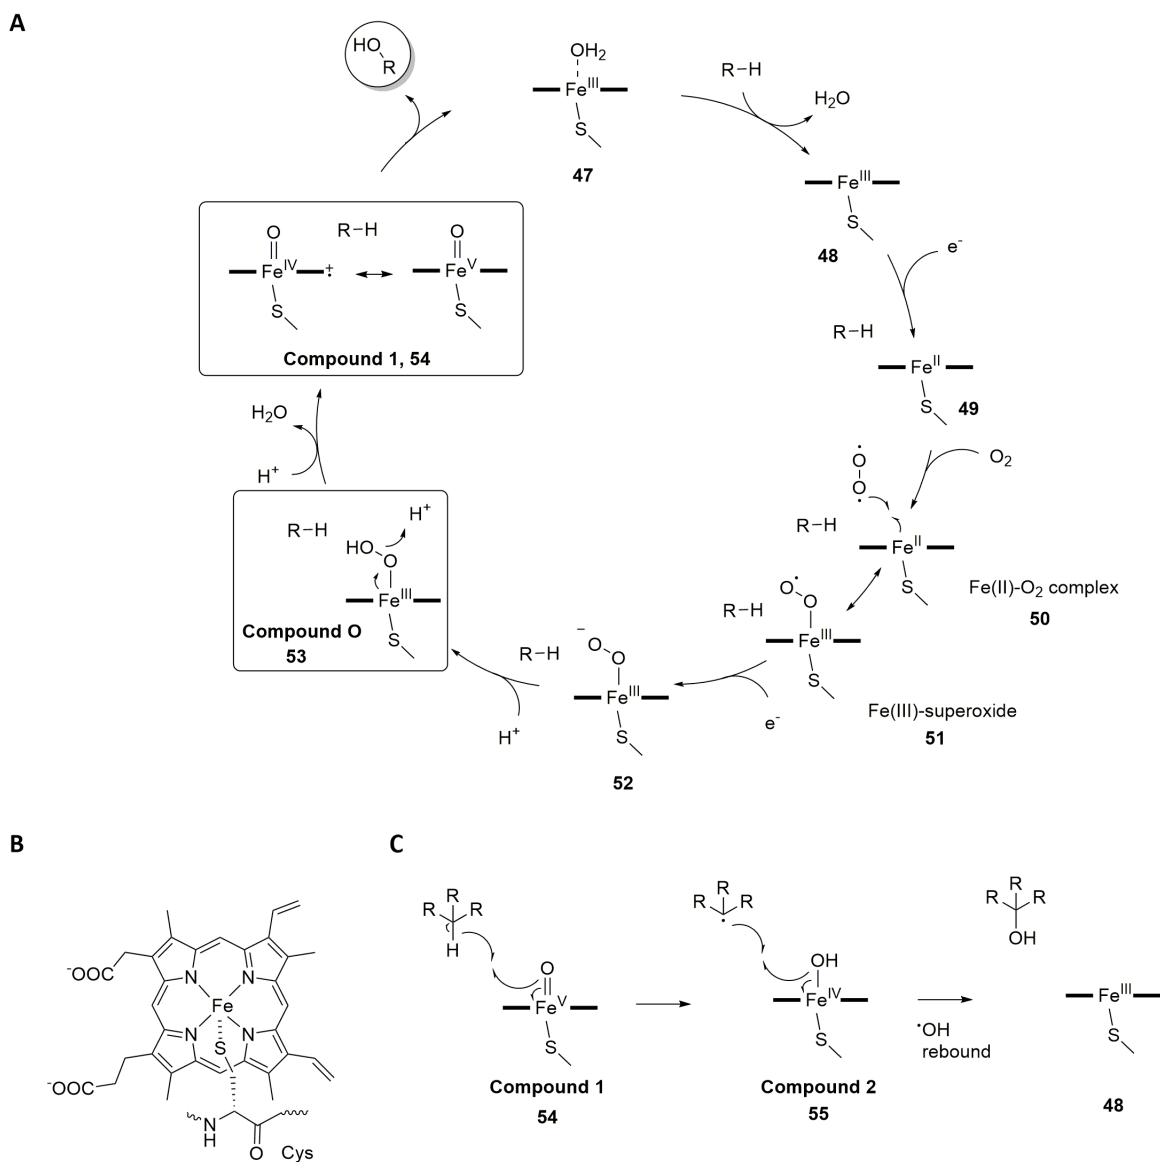 A
HO
R
OH₂
Feᴵᴵᴵ
S
47
R–H
H₂O
Feᴵᴵᴵ
S
48
e⁻
R–H
Feᴵᴵ
S
49
O
O
O₂
R–H
Feᴵᴵ
S
Fe(II)-O₂ complex
50
R–H
O
O
Feᴵᴵᴵ
S
Fe(III)-superoxide
51
e⁻
⁻
O
O
Feᴵᴵᴵ
S
52
R–H
H⁺
R–H
H⁺
HO
O
Feᴵᴵᴵ
S
Compound O
53
H₂O
H⁺
O
R–H
O
Feᴵⱽ
‡
Feⱽ
S
S
Compound 1, 54
B
⁻OOC
N
N
Fe
N
N
S
⁻OOC
N
H
O
Cys
C
R
R
R
H
O
Feⱽ
S
Compound 1
54
R
R
R
OH
Feᴵⱽ
S
Compound 2
55
•OH
rebound
R
R
R
OH
Feᴵᴵᴵ
S
48